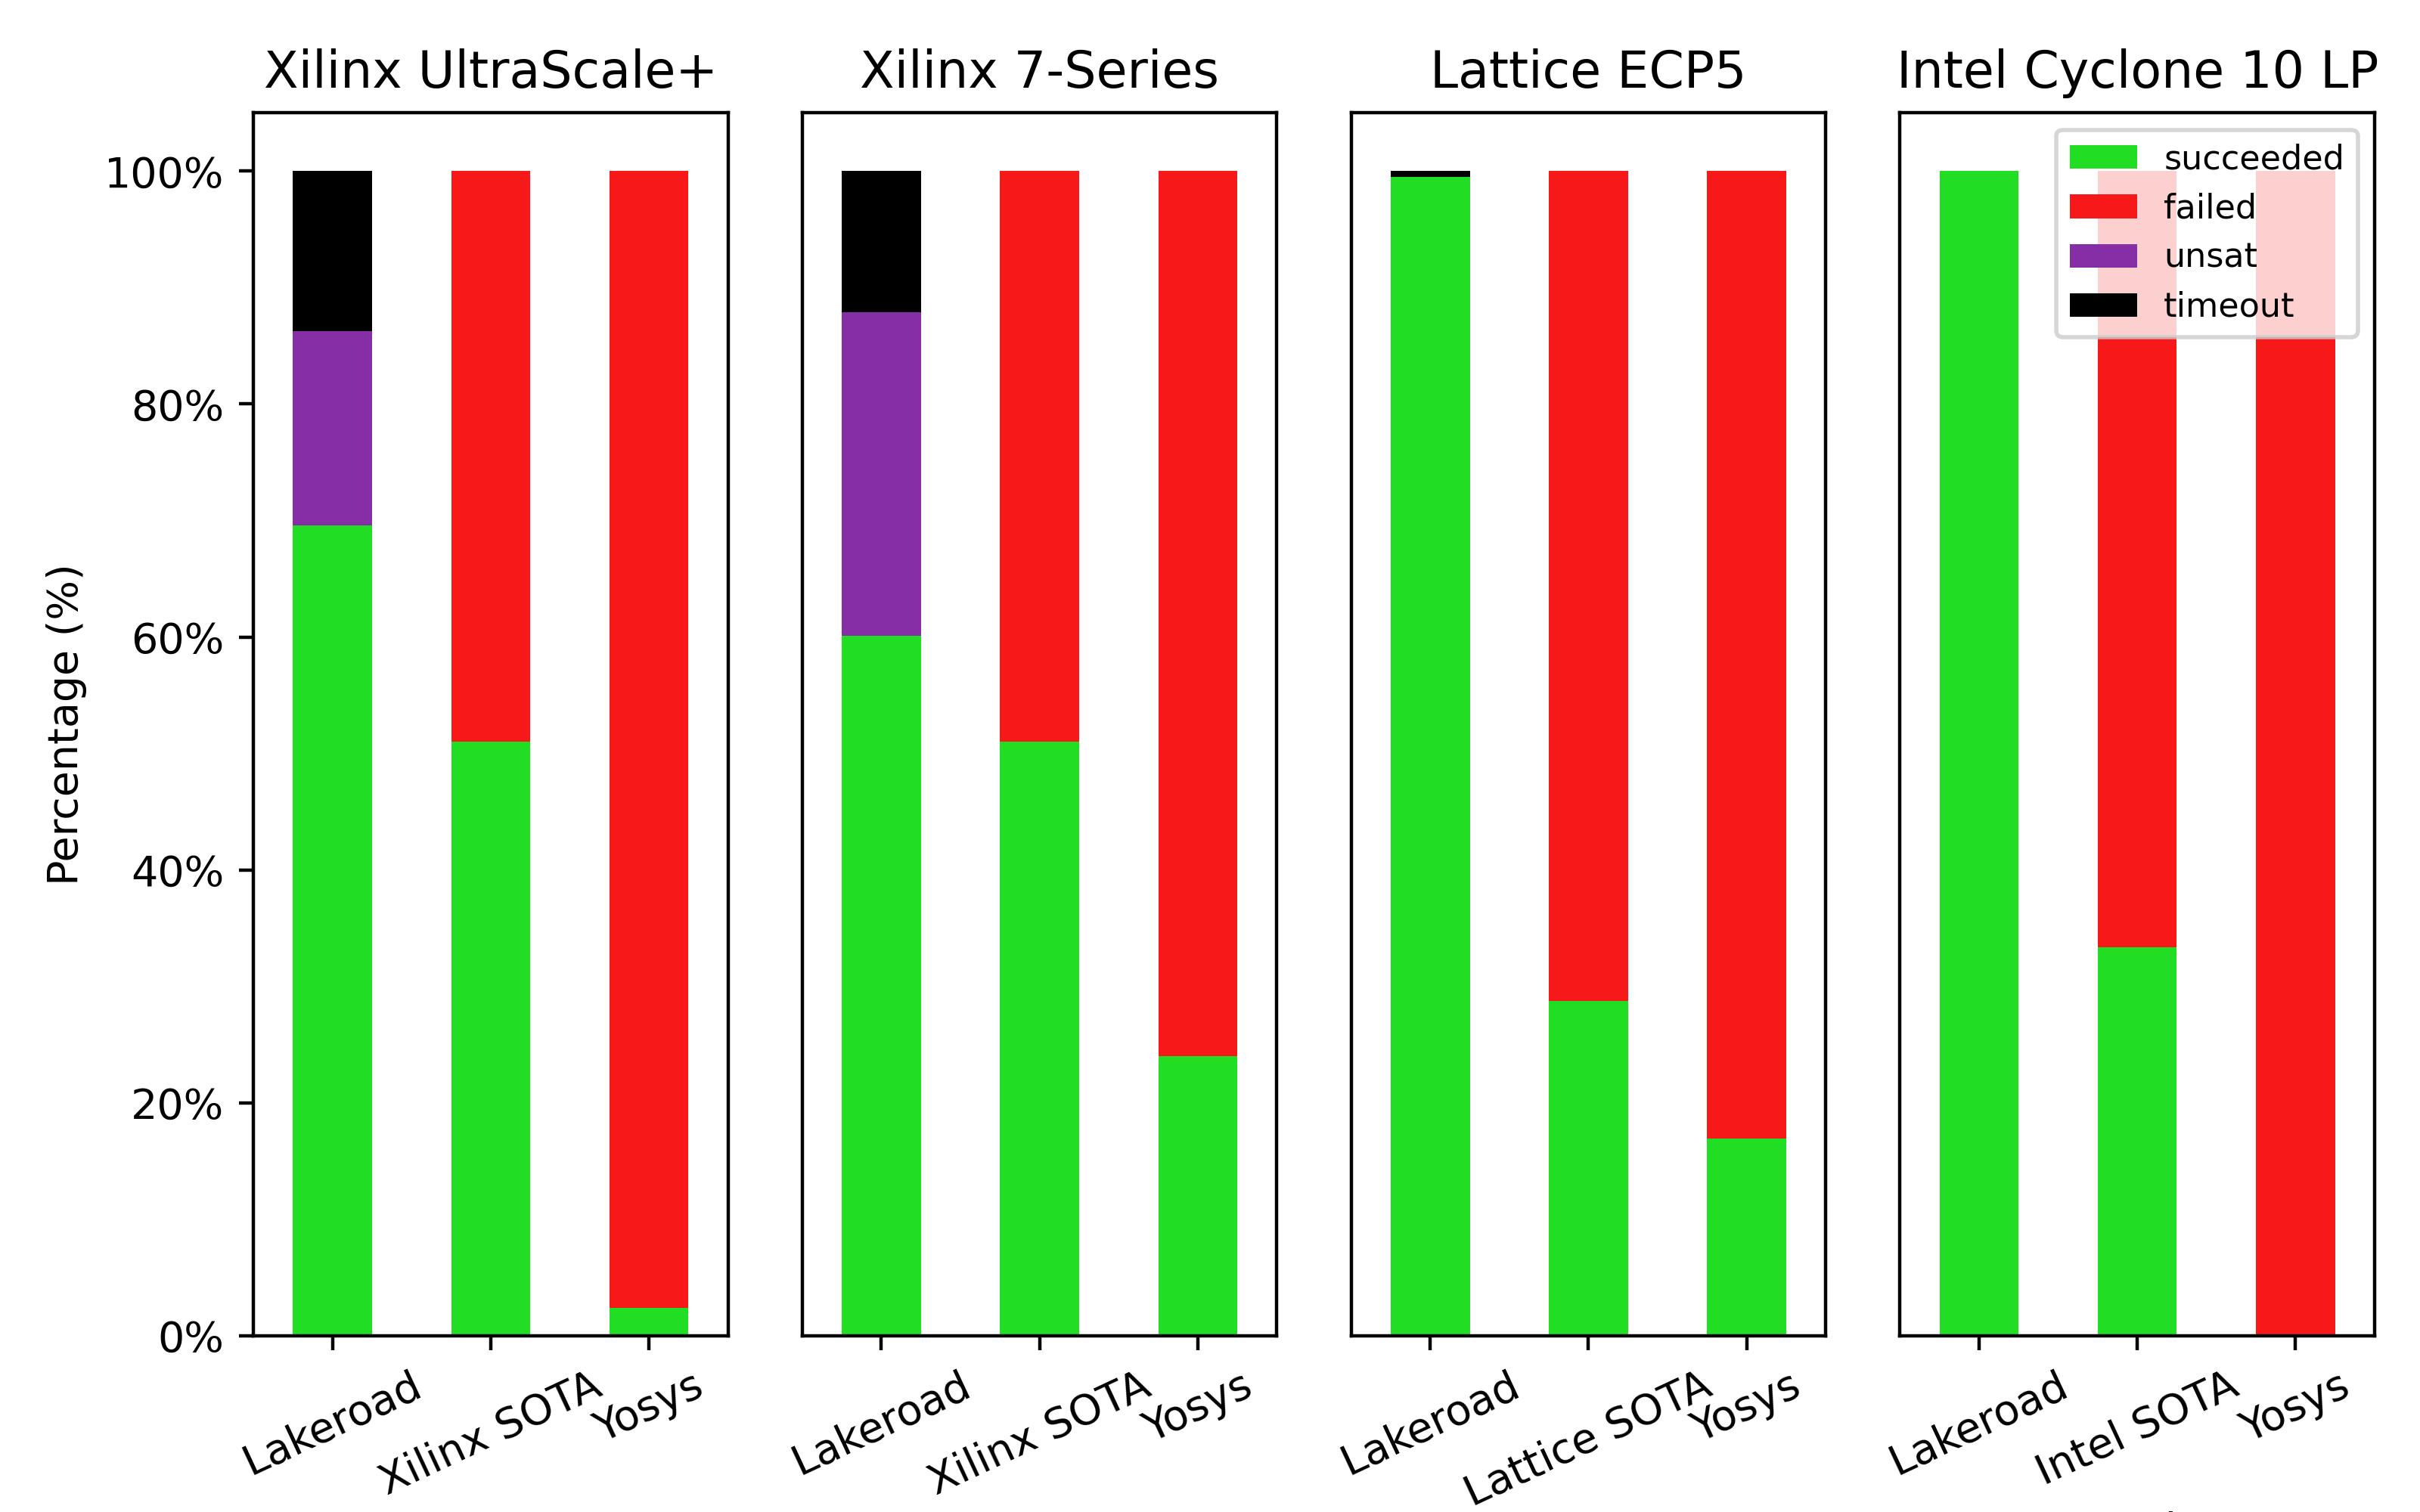 Xilinx UltraScale+
Xilinx 7-Series
Lattice ECP5
Intel Cyclone 10 LP
Percentage (%)
100%
80%
60%
40%
20%
0%
succeeded
failed
unsat
timeout
Lakeroad
Xilinx SOTA
Yosys
Lakeroad
Xilinx SOTA
Yosys
Lakeroad
Lattice SOTA
Yosys
Lakeroad
Intel SOTA
Yosys